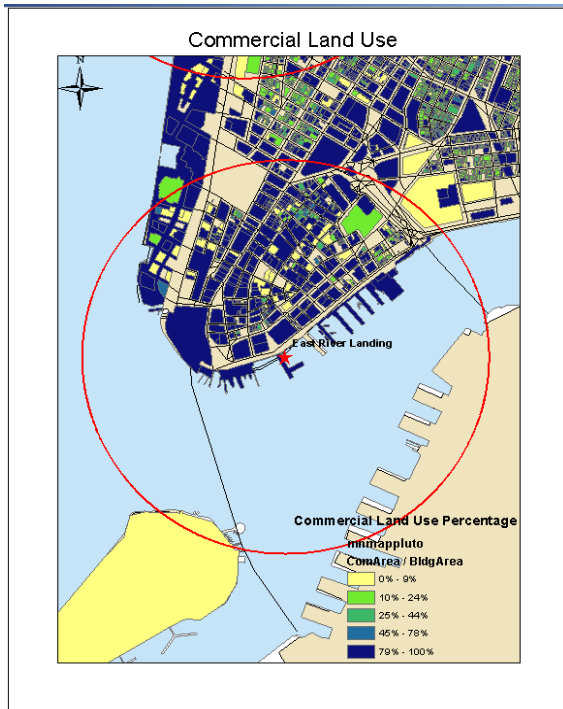 Commercial Land Use
N
East River Landing
Commercial Land Use Percentage
mnmappluto
ComArea / BldgArea
0% - 9%
10% - 24%
25% - 44%
45% - 78%
79% - 100%